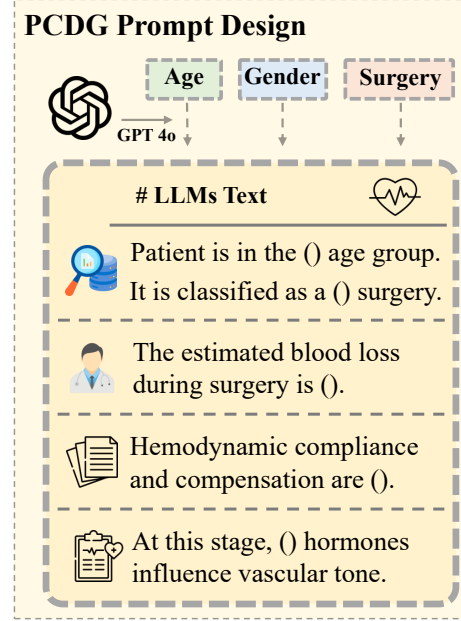 PCDG Prompt Design
Age Gender Surgery
GPT 4o
# LLMs Text
Patient is in the () age group.
It is classified as a () surgery.
The estimated blood loss
during surgery is ().
Hemodynamic compliance
and compensation are ().
At this stage, () hormones
influence vascular tone.